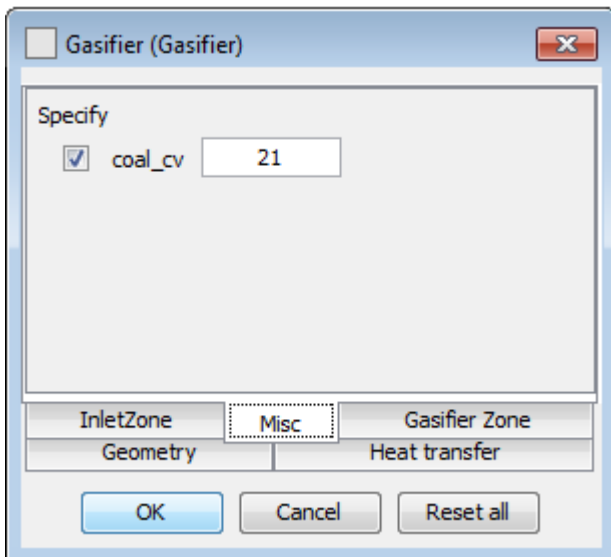 Gasifier (Gasifier)
Specify
coal_cv 21
InletZone Misc Gasifier Zone
Geometry Heat transfer
OK Cancel Reset all